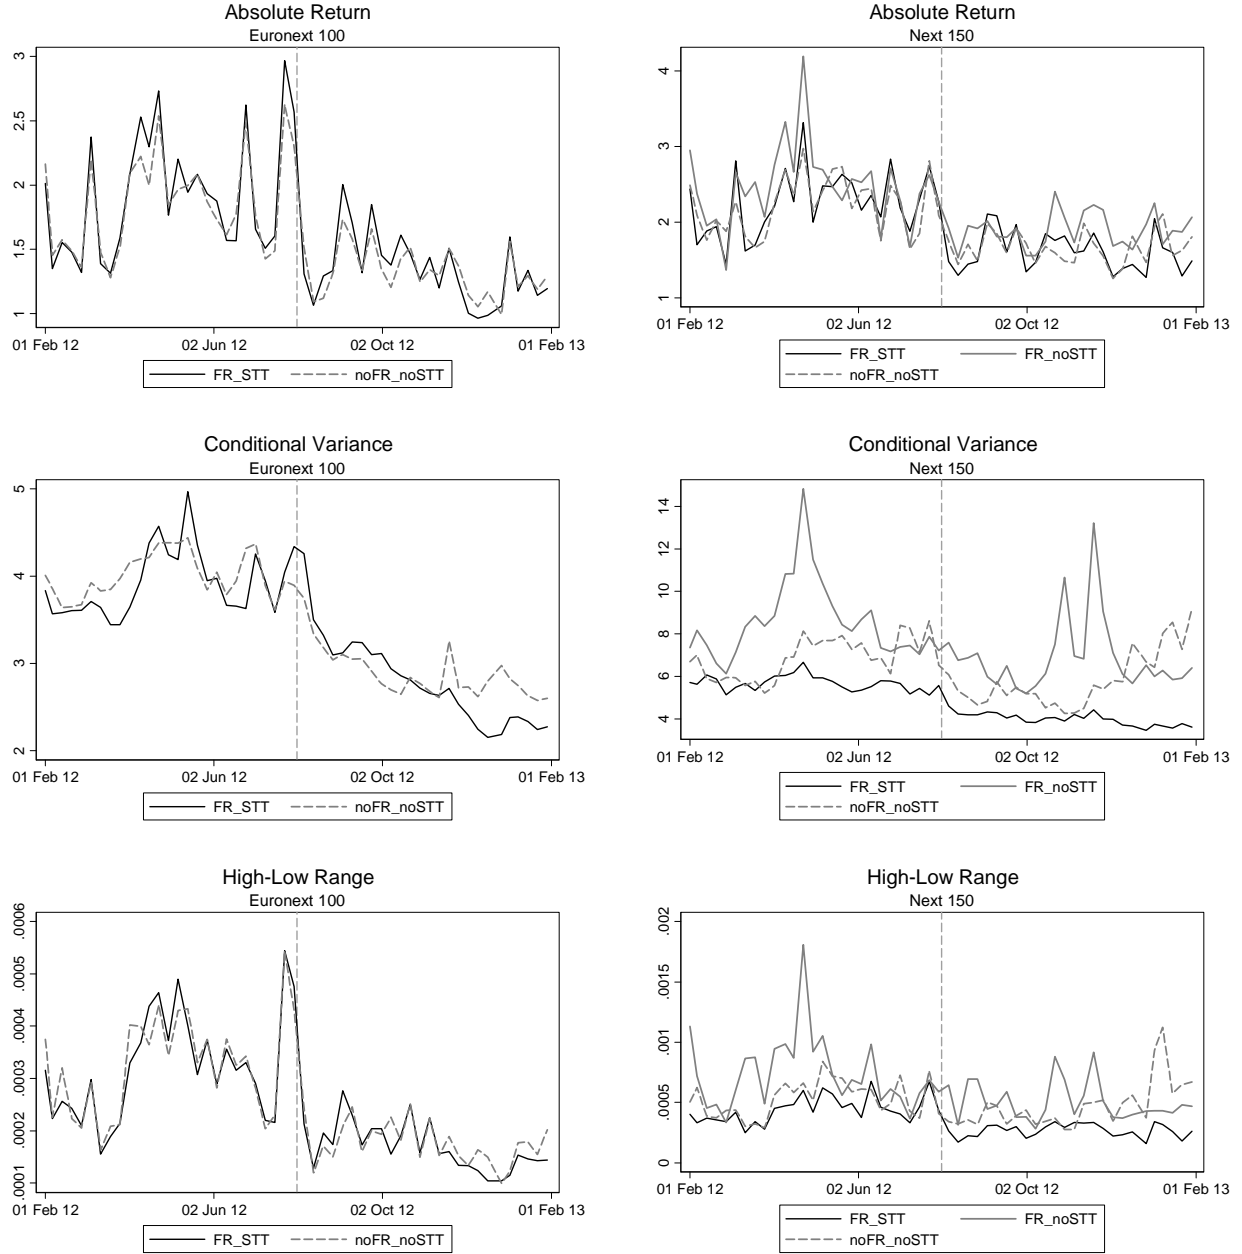 Absolute Return
Euronext 100
3
2.5
2
1.5
1
01 Feb 12 02 Jun 12 02 Oct 12 01 Feb 13
FR_STT noFR_noSTT
Absolute Return
Next 150
4
3
2
1
01 Feb 12 02 Jun 12 02 Oct 12 01 Feb 13
FR_STT FR_noSTT
noFR_noSTT
Conditional Variance
Euronext 100
5
4
3
2
01 Feb 12 02 Jun 12 02 Oct 12 01 Feb 13
FR_STT noFR_noSTT
Conditional Variance
Next 150
14
12
10
8
6
4
01 Feb 12 02 Jun 12 02 Oct 12 01 Feb 13
FR_STT FR_noSTT
noFR_noSTT
High-Low Range
Euronext 100
.0006
.0005
.0004
.0003
.0002
.0001
01 Feb 12 02 Jun 12 02 Oct 12 01 Feb 13
FR_STT noFR_noSTT
High-Low Range
Next 150
.002
.0015
.001
.0005
0
01 Feb 12 02 Jun 12 02 Oct 12 01 Feb 13
FR_STT FR_noSTT
noFR_noSTT